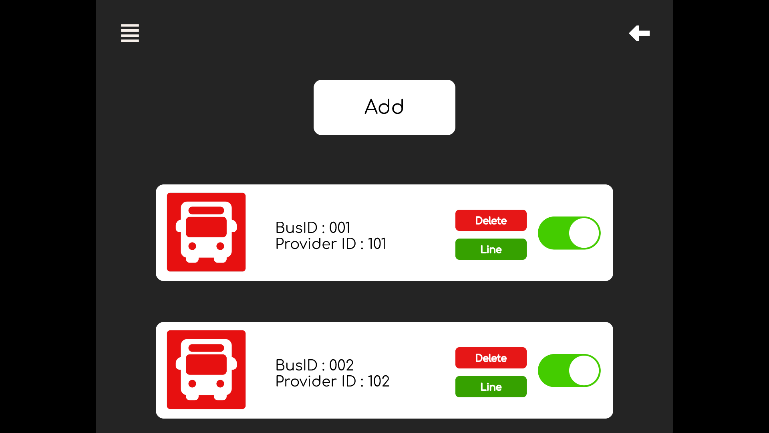 Add
BusID : 001
Provider ID : 101
Delete
Line
BusID : 002
Provider ID : 102
Delete
Line